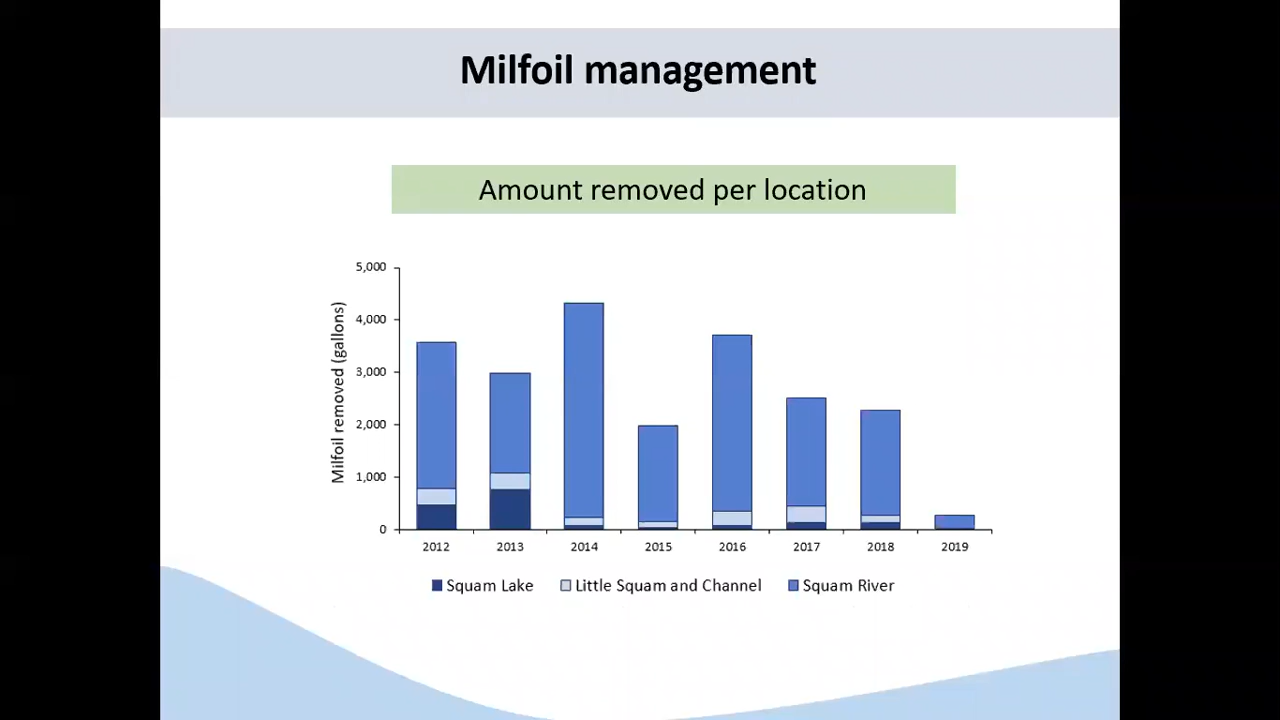 Milfoil management
Amount removed per location
Milfoil removed (gallons)
5,000
4,000
3,000
2,000
1,000
0
2012 2013 2014 2015 2016 2017 2018 2019
Squam Lake Little Squam and Channel Squam River